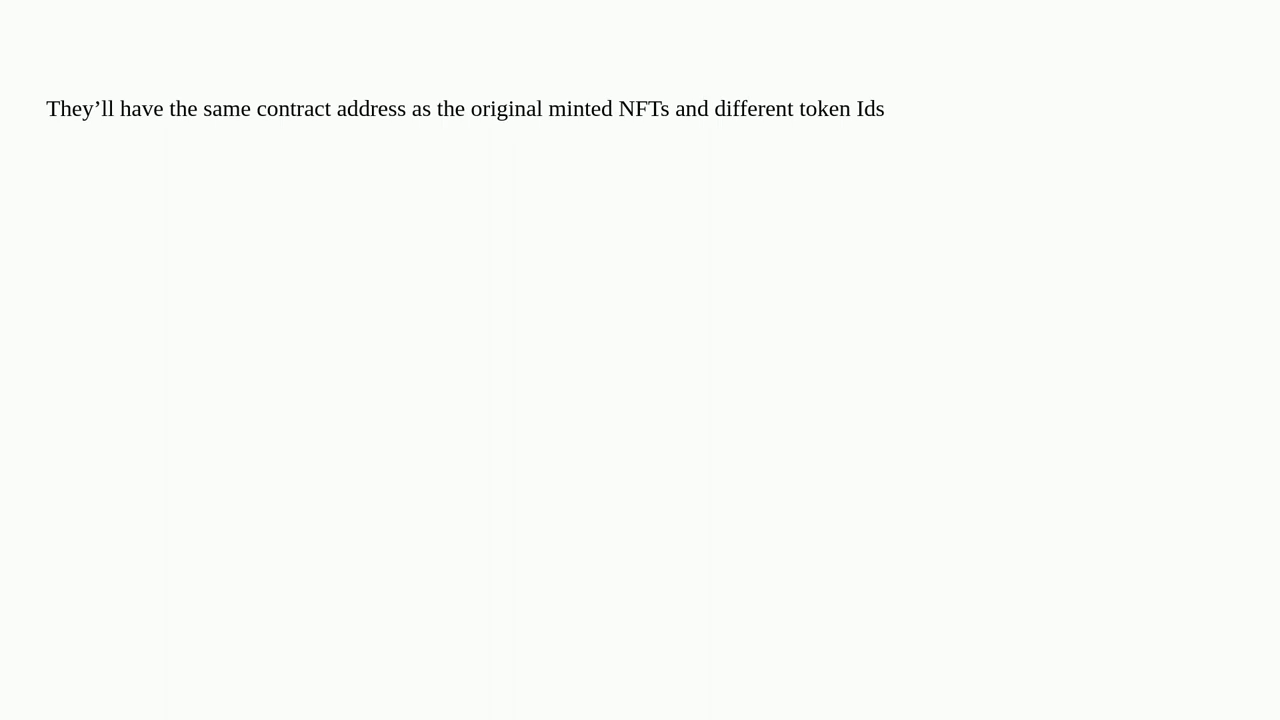 They’ll have the same contract address as the original minted NFTs and different token Ids